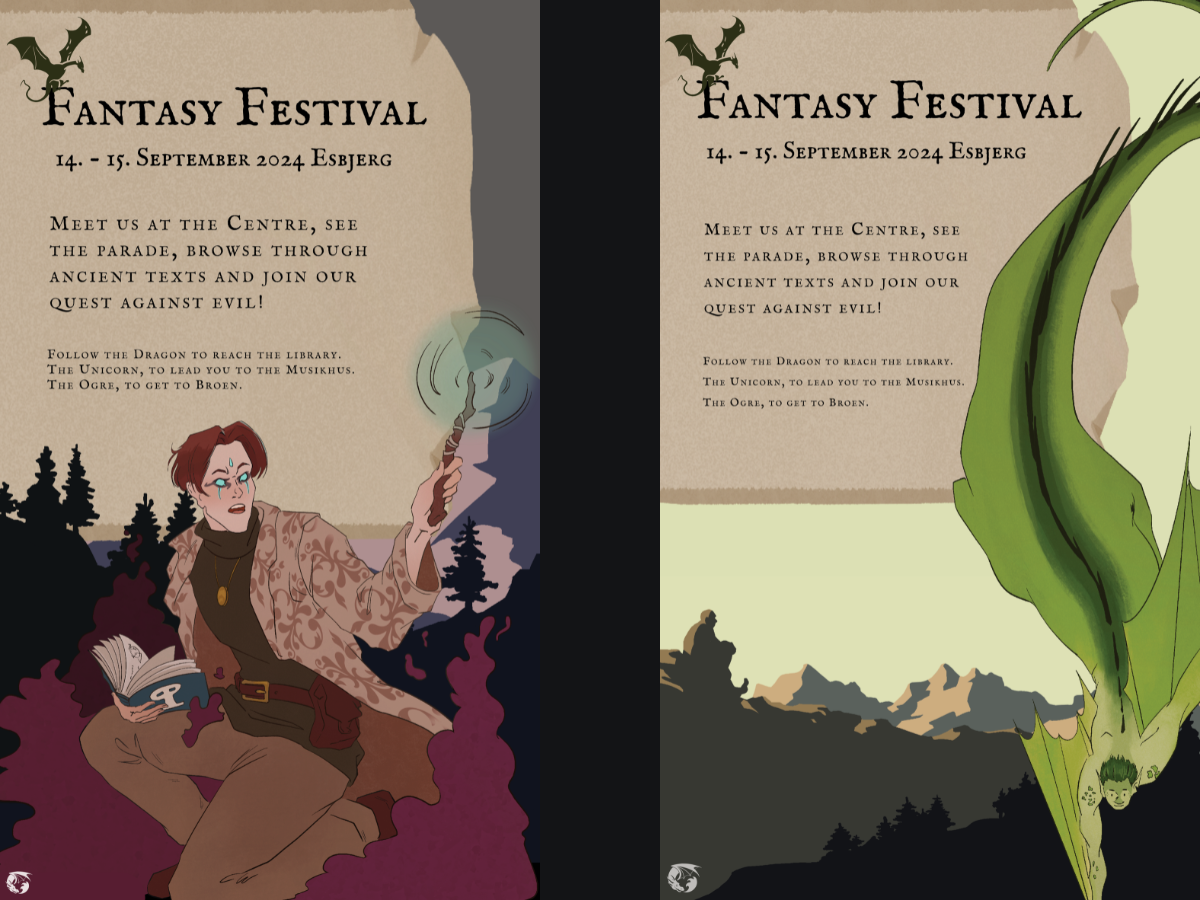 Fantasy Festival
14. - 15. September 2024 Esbjerg
Meet us at the Centre, see
the parade, browse through
ancient texts and join our
quest against evil!
Follow the Dragon to reach the library.
The Unicorn, to lead you to the Musikhus.
The Ogre, to get to Broen.
Fantasy Festival
14. - 15. September 2024 Esbjerg
Meet us at the Centre, see
the parade, browse through
ancient texts and join our
quest against evil!
Follow the Dragon to reach the library.
The Unicorn, to lead you to the Musikhus.
The Ogre, to get to Broen.